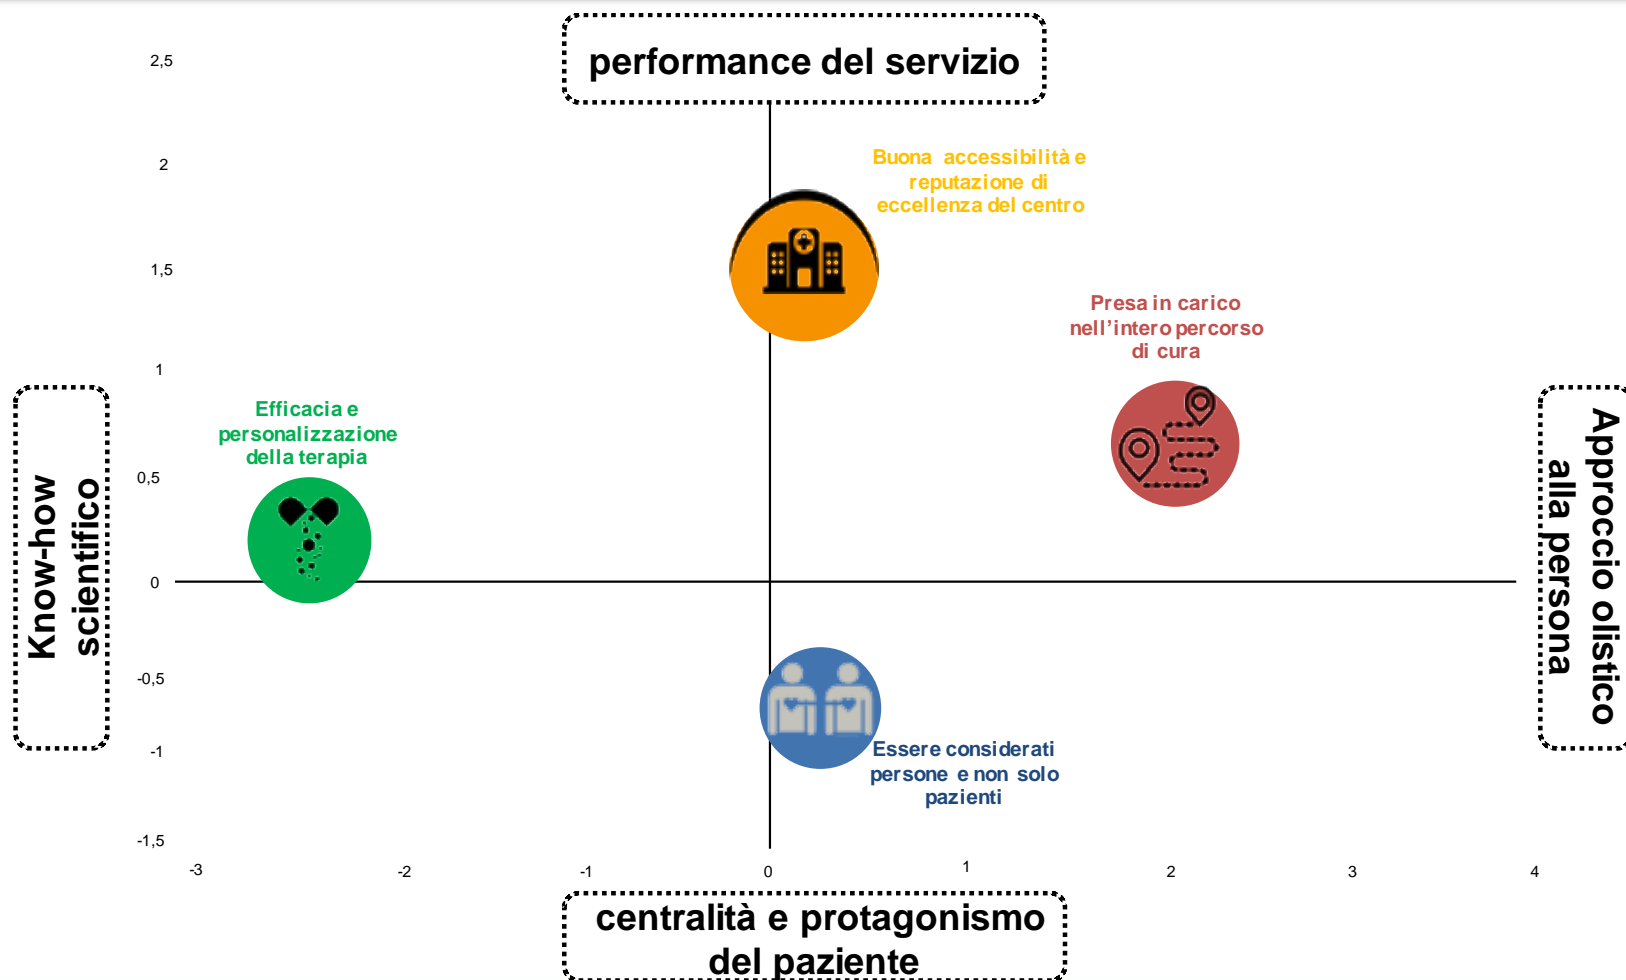 performance del servizio
2,5
2
1,5
1
0,5
0
-0,5
-1
-1,5
Buona accessibilità e
reputazione di
eccellenza del centro
Presa in carico
nell'intero percorso
di cura
Efficacia e
personalizzazione
della terapia
Know-how
scientifico
Approccio olistico
alla persona
Essere considerati
persone e non solo
pazienti
-3
-2
-1
0
1
2
3
4
centralità e protagonismo
del paziente